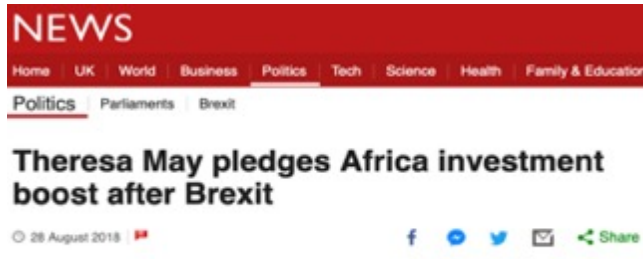 NEWS
Home UK World Business Politics Tech Science Health Family & Education
Politics Parliaments Brexit
Theresa May pledges Africa investment
boost after Brexit
28 August 2018
Share